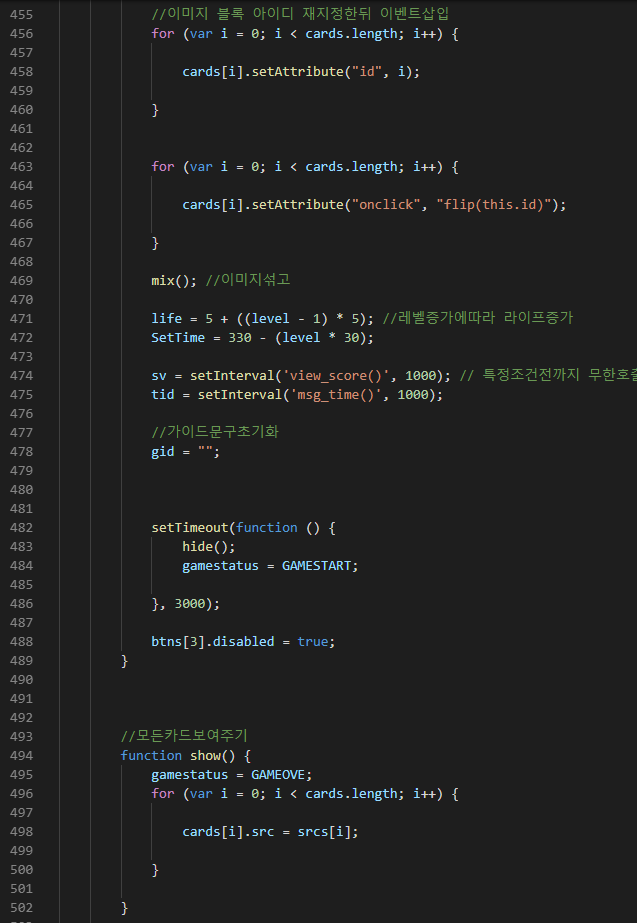 455 //이미지 블록 아이디 재지정한뒤 이벤트삽입
456 for (var i = 0; i < cards.length; i++) {
457
458 cards[i].setAttribute("id", i);
459
460 }
461
462
463 for (var i = 0; i < cards.length; i++) {
464
465 cards[i].setAttribute("onclick", "flip(this.id)");
466
467 }
468
469 mix(); //이미지섞고
470
471 life = 5 + ((level - 1) * 5); //레벨증가에따라 라이프증가
472 SetTime = 330 - (level * 30);
473
474 sv = setInterval('view_score()', 1000); // 특정조건전까지 무한호출
475 tid = setInterval('msg_time()', 1000);
476
477 //가이드문구초기화
478 gid = "";
479
480
481
482 setTimeout(function () {
483 hide();
484 gamestatus = GAMESTART;
485
486 }, 3000);
487
488 btns[3].disabled = true;
489 }
490
491
492
493 //모든카드보여주기
494 function show() {
495 gamestatus = GAMEOVE;
496 for (var i = 0; i < cards.length; i++) {
497
498 cards[i].src = srcs[i];
499
500 }
501
502 }